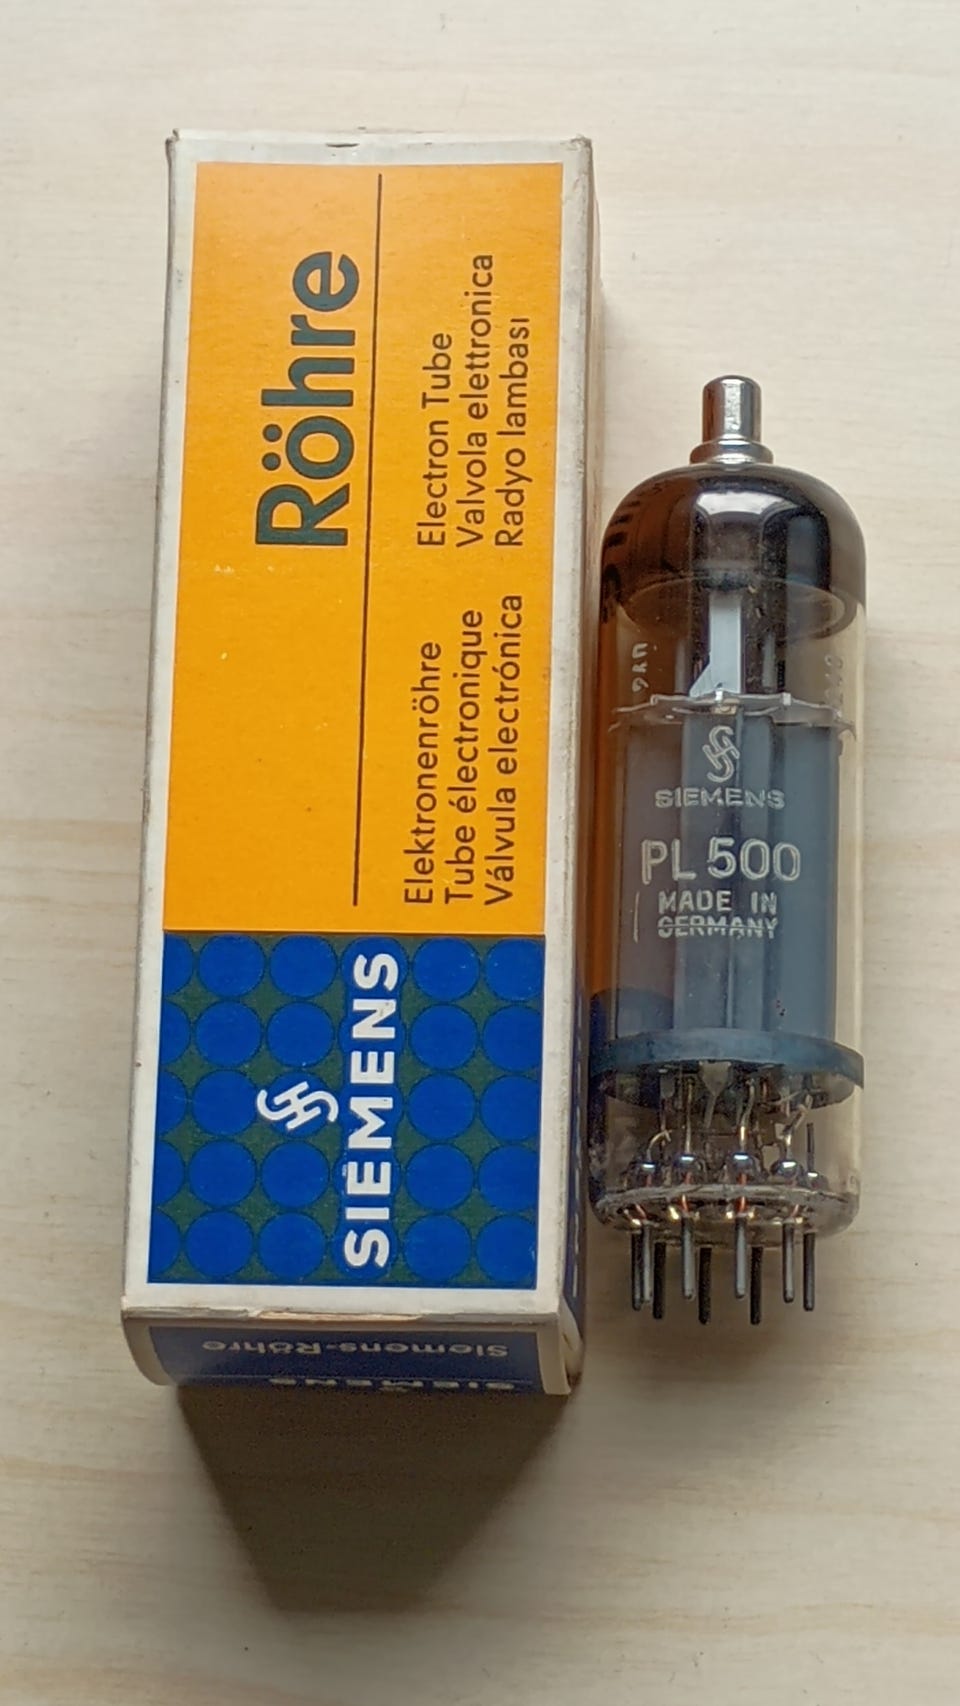 Röhre
Elektronenröhre
Tube électronique
Válvula electrónica
Electron Tube
Valvola elettronica
Radyo lambası
SIEMENS
Siemens-Röhre
SIEMENS
SIEMENS
PL 500
MADE IN
GERMANY